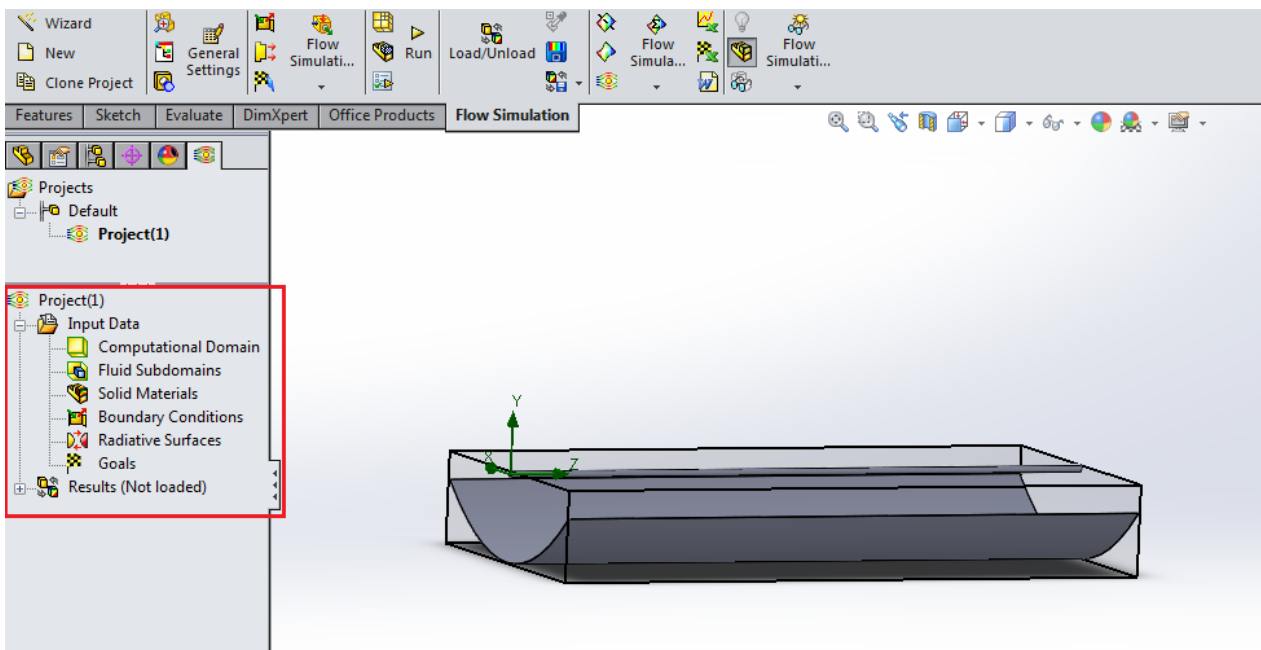 Wizard
New
Clone Project
General
Settings
Flow
Simulati...
Run
Load/Unload
Flow
Simula...
Flow
Simulati...
Features Sketch Evaluate DimXpert Office Products Flow Simulation
Projects
Default
Project(1)
Project(1)
Input Data
Computational Domain
Fluid Subdomains
Solid Materials
Boundary Conditions
Radiative Surfaces
Goals
Results (Not loaded)
Y
X
Z